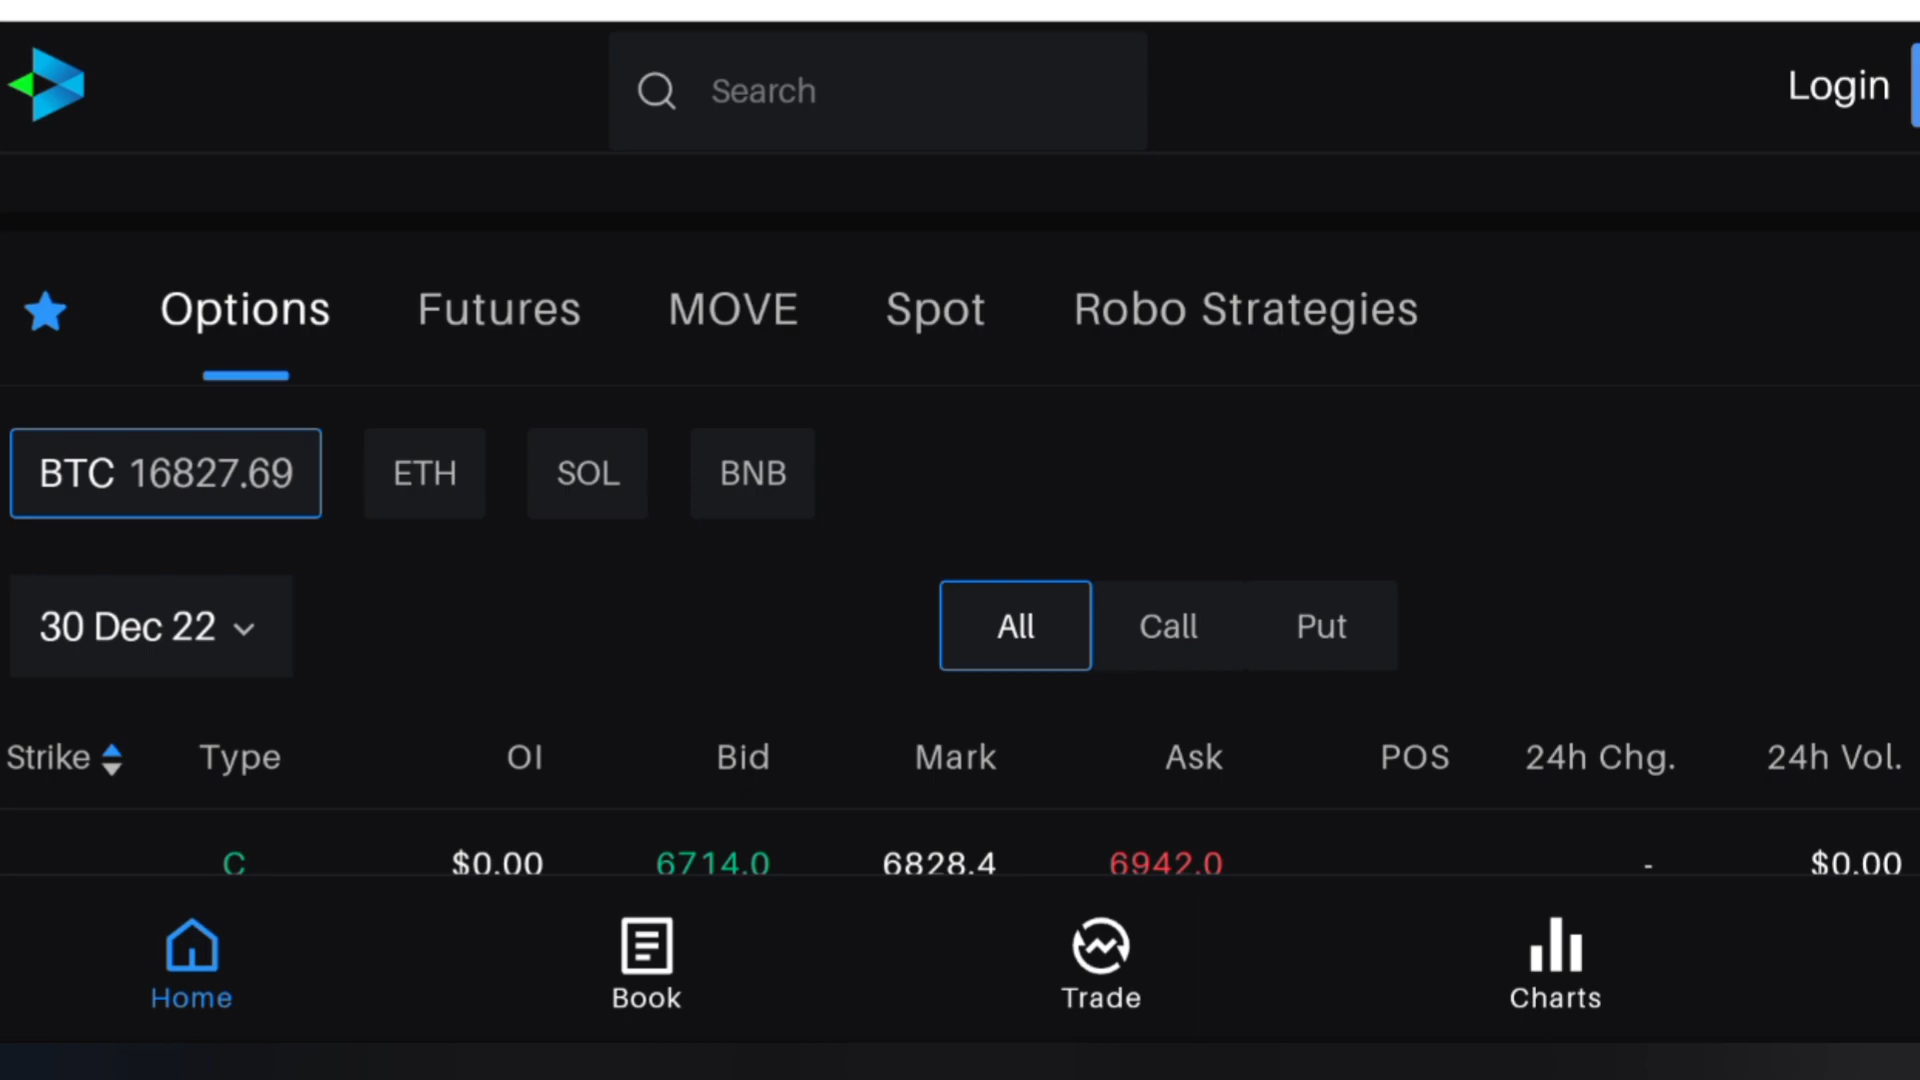 Search
Login
Options Futures MOVE Spot Robo Strategies
BTC 16827.69 ETH SOL BNB
30 Dec 22 All Call Put
Strike Type OI Bid Mark Ask POS 24h Chg. 24h Vol.
C $0.00 6714.0 6828.4 6942.0 - $0.00
Home Book Trade Charts